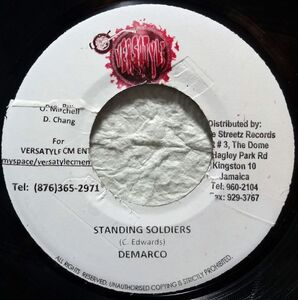 VERSATYLE
O. Mitchell
D. Chang
For
VERSATYLE CM ENT
myspace/versatylecment
Tel: (876)365-2971
Distributed by:
e Streetz Records
# 3, The Dome
Hagley Park Rd
Kingston 10
Jamaica
Tel: 960-2104
Fax: 929-3767
STANDING SOLDIERS
(C. Edwards)
DEMARCO
ALL RIGHTS RESERVED. UNAUTHORISED COPYING IS STRICTLY PROHIBITED.